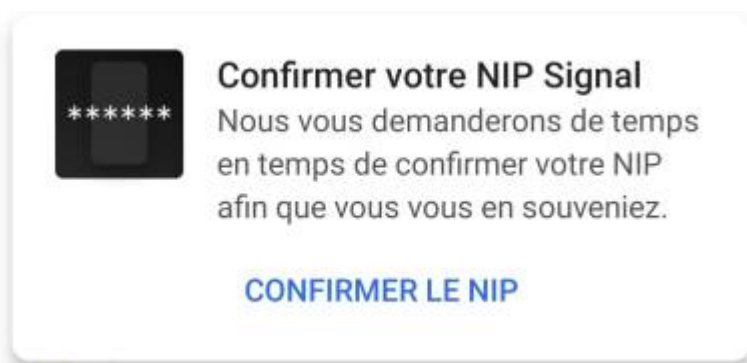 ******
Confirmer votre NIP Signal
Nous vous demanderons de temps
en temps de confirmer votre NIP
afin que vous vous en souveniez.
CONFIRMER LE NIP